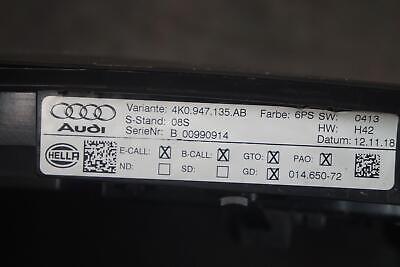 Variante: 4K0.947.135.AB Farbe: 6PS SW: 0413
S-Stand: 08S HW: H42
Audi SerieNr: B_00990914 Datum: 12.11.18
HELLA E-CALL: B-CALL: GTO: PAO:
ND: SD: GD: 014.650-72